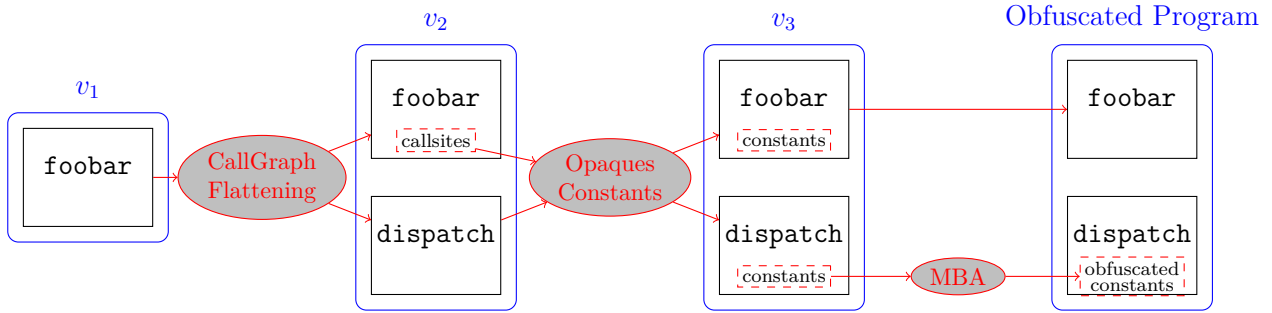 v1
foobar
CallGraph
Flattening
v2
foobar
callsites
dispatch
Opaques
Constants
v3
foobar
constants
dispatch
constants
MBA
Obfuscated Program
foobar
dispatch
obfuscated
constants